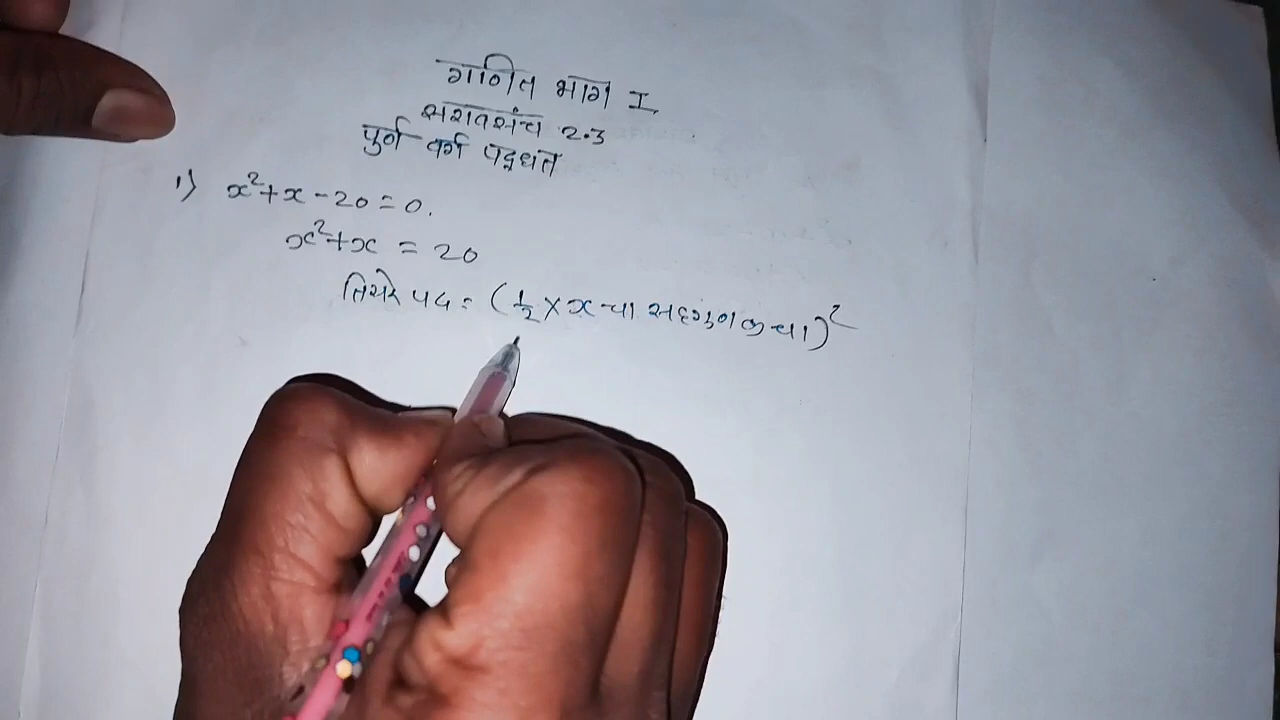 गणित भाग I
सरावसंच 2.3
पुर्ण वर्ग पद्धत
1) x²+x-20=0.
x²+x = 20
तिसरे पद = (½ × x च्या सहगुणकाचा)²